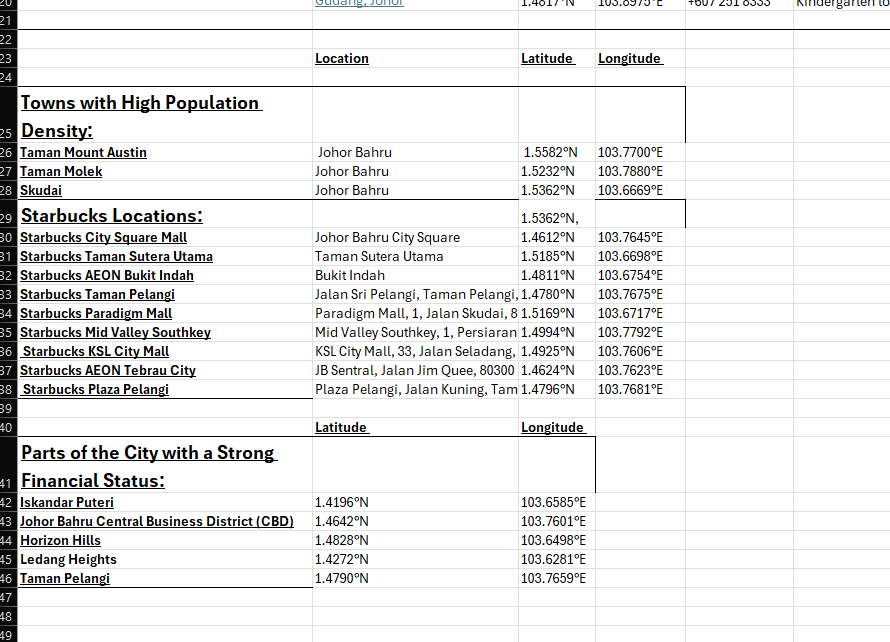 20 Gudang, Johor 1.4817°N 103.8975°E +607 251 8333 Kindergarten lo
21
22
23 Location Latitude Longitude
24
Towns with High Population
25 Density:
26 Taman Mount Austin Johor Bahru 1.5582°N 103.7700°E
27 Taman Molek Johor Bahru 1.5232°N 103.7880°E
28 Skudai Johor Bahru 1.5362°N 103.6669°E
29 Starbucks Locations: 1.5362°N,
30 Starbucks City Square Mall Johor Bahru City Square 1.4612°N 103.7645°E
31 Starbucks Taman Sutera Utama Taman Sutera Utama 1.5185°N 103.6698°E
32 Starbucks AEON Bukit Indah Bukit Indah 1.4811°N 103.6754°E
33 Starbucks Taman Pelangi Jalan Sri Pelangi, Taman Pelangi, 1.4780°N 103.7675°E
34 Starbucks Paradigm Mall Paradigm Mall, 1, Jalan Skudai, 8 1.5169°N 103.6717°E
35 Starbucks Mid Valley Southkey Mid Valley Southkey, 1, Persiaran 1.4994°N 103.7792°E
36 Starbucks KSL City Mall KSL City Mall, 33, Jalan Seladang, 1.4925°N 103.7606°E
37 Starbucks AEON Tebrau City JB Sentral, Jalan Jim Quee, 80300 1.4624°N 103.7623°E
38 Starbucks Plaza Pelangi Plaza Pelangi, Jalan Kuning, Tam 1.4796°N 103.7681°E
39
40 Latitude Longitude
Parts of the City with a Strong
41 Financial Status:
42 Iskandar Puteri 1.4196°N 103.6585°E
43 Johor Bahru Central Business District (CBD) 1.4642°N 103.7601°E
44 Horizon Hills 1.4828°N 103.6498°E
45 Ledang Heights 1.4272°N 103.6281°E
46 Taman Pelangi 1.4790°N 103.7659°E
47
48
49